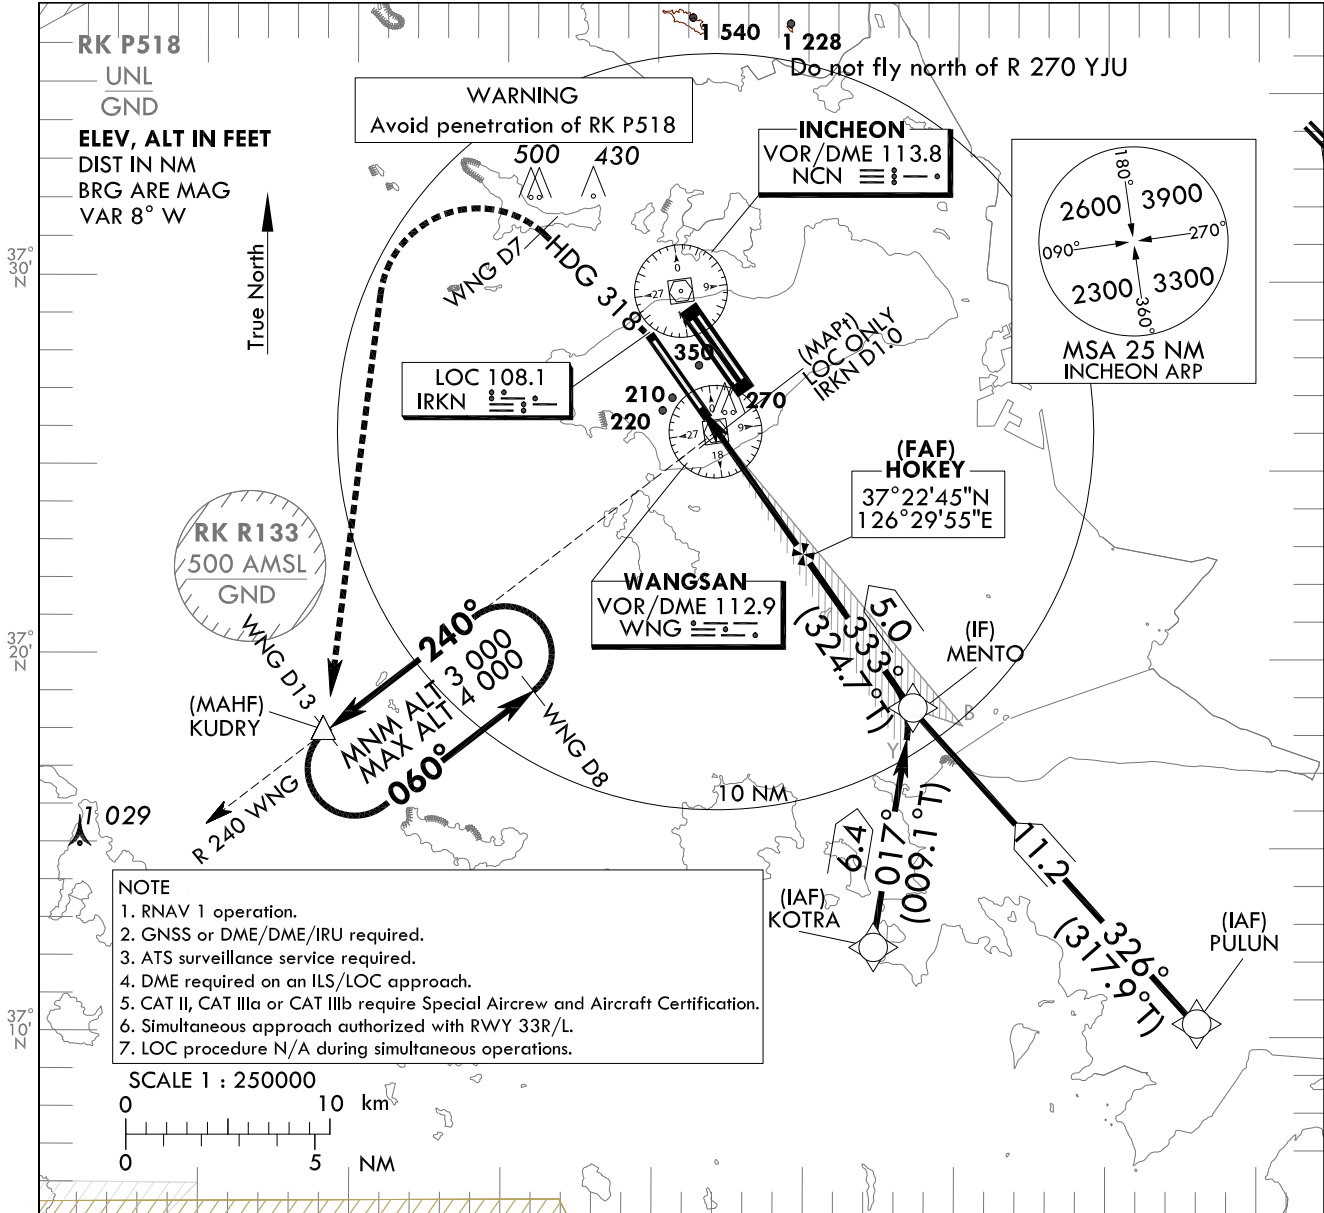 RK P518
UNL
GND
ELEV, ALT IN FEET
DIST IN NM
BRG ARE MAG
VAR 8° W
True North
1 540
1 228
Do not fly north of R 270 YJU
WARNING
Avoid penetration of RK P518
500
430
INCHEON
VOR/DME 113.8
NCN
180°
2600
3900
090°
270°
2300
3300
360°
MSA 25 NM
INCHEON ARP
37°
30'
N
WNG D7
HDG 318°
0
9
27
350
(MAPt)
LOC ONLY
IRKN D1.0
LOC 108.1
IRKN
210
220
270
0
9
27
18
(FAF)
HOKEY
37°22'45"N
126°29'55"E
RK R133
500 AMSL
GND
WANGSAN
VOR/DME 112.9
WNG
5.0
333°
(324.7°T)
(IF)
MENTO
B
Y
37°
20'
N
WNG D13
(MAHF)
KUDRY
240°
MNM ALT 3 000
MAX ALT 4 000
060°
WNG D8
R 240 WNG
10 NM
1 029
6.4
017°
(009.1°T)
(IAF)
KOTRA
11.2
326°
(317.9°T)
(IAF)
PULUN
37°
10'
N
NOTE
1. RNAV 1 operation.
2. GNSS or DME/DME/IRU required.
3. ATS surveillance service required.
4. DME required on an ILS/LOC approach.
5. CAT II, CAT IIIa or CAT IIIb require Special Aircrew and Aircraft Certification.
6. Simultaneous approach authorized with RWY 33R/L.
7. LOC procedure N/A during simultaneous operations.
SCALE 1 : 250000
0 10 km
0 5 NM